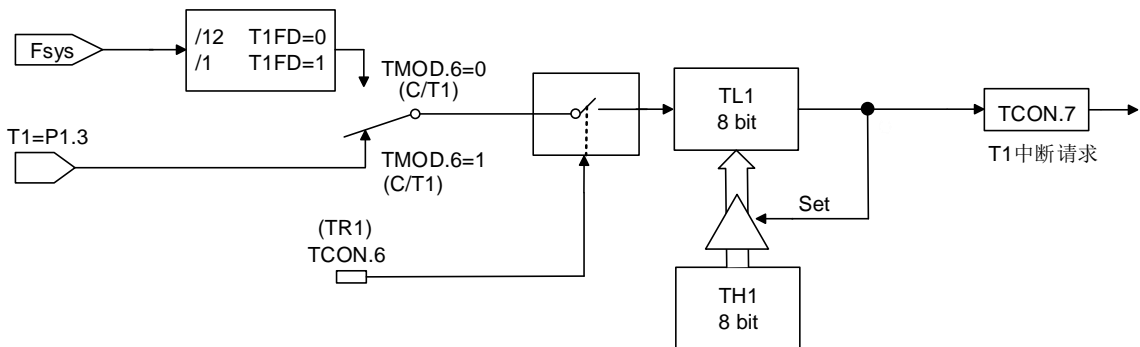 Fsys
/12 T1FD=0
/1 T1FD=1
TMOD.6=0
(C/T1)
T1=P1.3
TMOD.6=1
(C/T1)
(TR1)
TCON.6
TL1
8 bit
TCON.7
T1中断请求
Set
TH1
8 bit